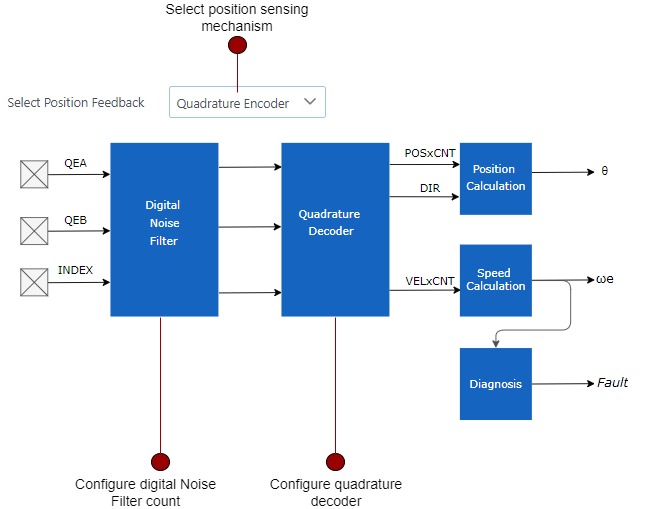 Select position sensing
mechanism
Select Position Feedback
Quadrature Encoder
QEA
QEB
INDEX
Digital
Noise
Filter
Quadrature
Decoder
POSxCNT
DIR
VELxCNT
Position
Calculation
θ
Speed
Calculation
ωe
Diagnosis
Fault
Configure digital Noise
Filter count
Configure quadrature
decoder